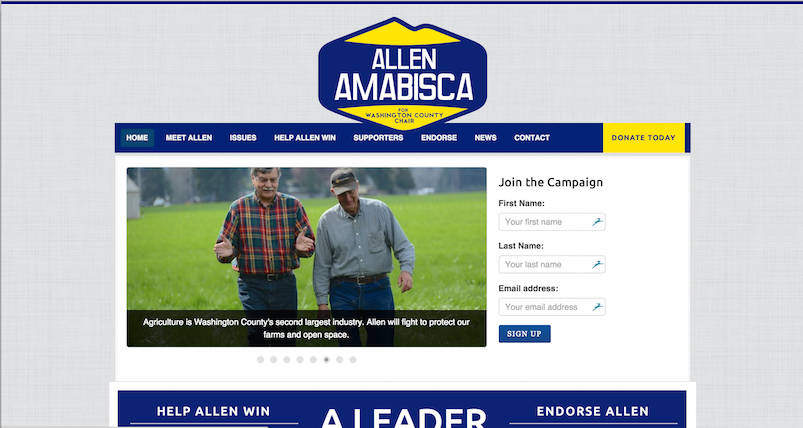 ALLEN
AMABISCA
FOR
WASHINGTON COUNTY
CHAIR
HOME MEET ALLEN ISSUES HELP ALLEN WIN SUPPORTERS ENDORSE NEWS CONTACT DONATE TODAY
Agriculture is Washington County's second largest industry. Allen will fight to protect our
farms and open space.
Join the Campaign
First Name:
Your first name
Last Name:
Your last name
Email address:
Your email address
SIGN UP
HELP ALLEN WIN
A LEADER
ENDORSE ALLEN